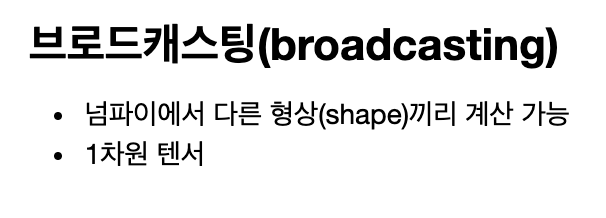 브로드캐스팅(broadcasting)
• 넘파이에서 다른 형상(shape)끼리 계산 가능
• 1차원 텐서